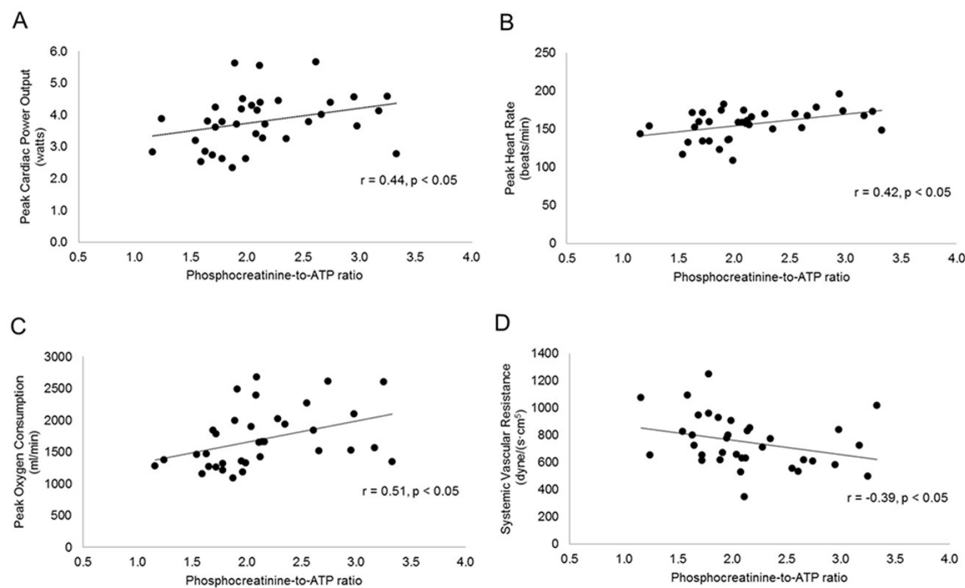 A
Peak Cardiac Power Output
(watts)
6.0
5.0
4.0
3.0
2.0
1.0
0.0
r = 0.44, p < 0.05
0.5 1.0 1.5 2.0 2.5 3.0 3.5 4.0
Phosphocreatinine-to-ATP ratio
B
Peak Heart Rate
(beats/min)
250
200
150
100
50
0
r = 0.42, p < 0.05
0.5 1.0 1.5 2.0 2.5 3.0 3.5 4.0
Phosphocreatinine-to-ATP ratio
C
Peak Oxygen Consumption
(ml/min)
3000
2500
2000
1500
1000
500
0
r = 0.51, p < 0.05
0.5 1.0 1.5 2.0 2.5 3.0 3.5 4.0
Phosphocreatinine-to-ATP ratio
D
Systemic Vascular Resistance
(dyne/(s·cm⁵)
1400
1200
1000
800
600
400
200
0
r = -0.39, p < 0.05
0.5 1.0 1.5 2.0 2.5 3.0 3.5 4.0
Phosphocreatinine-to-ATP ratio